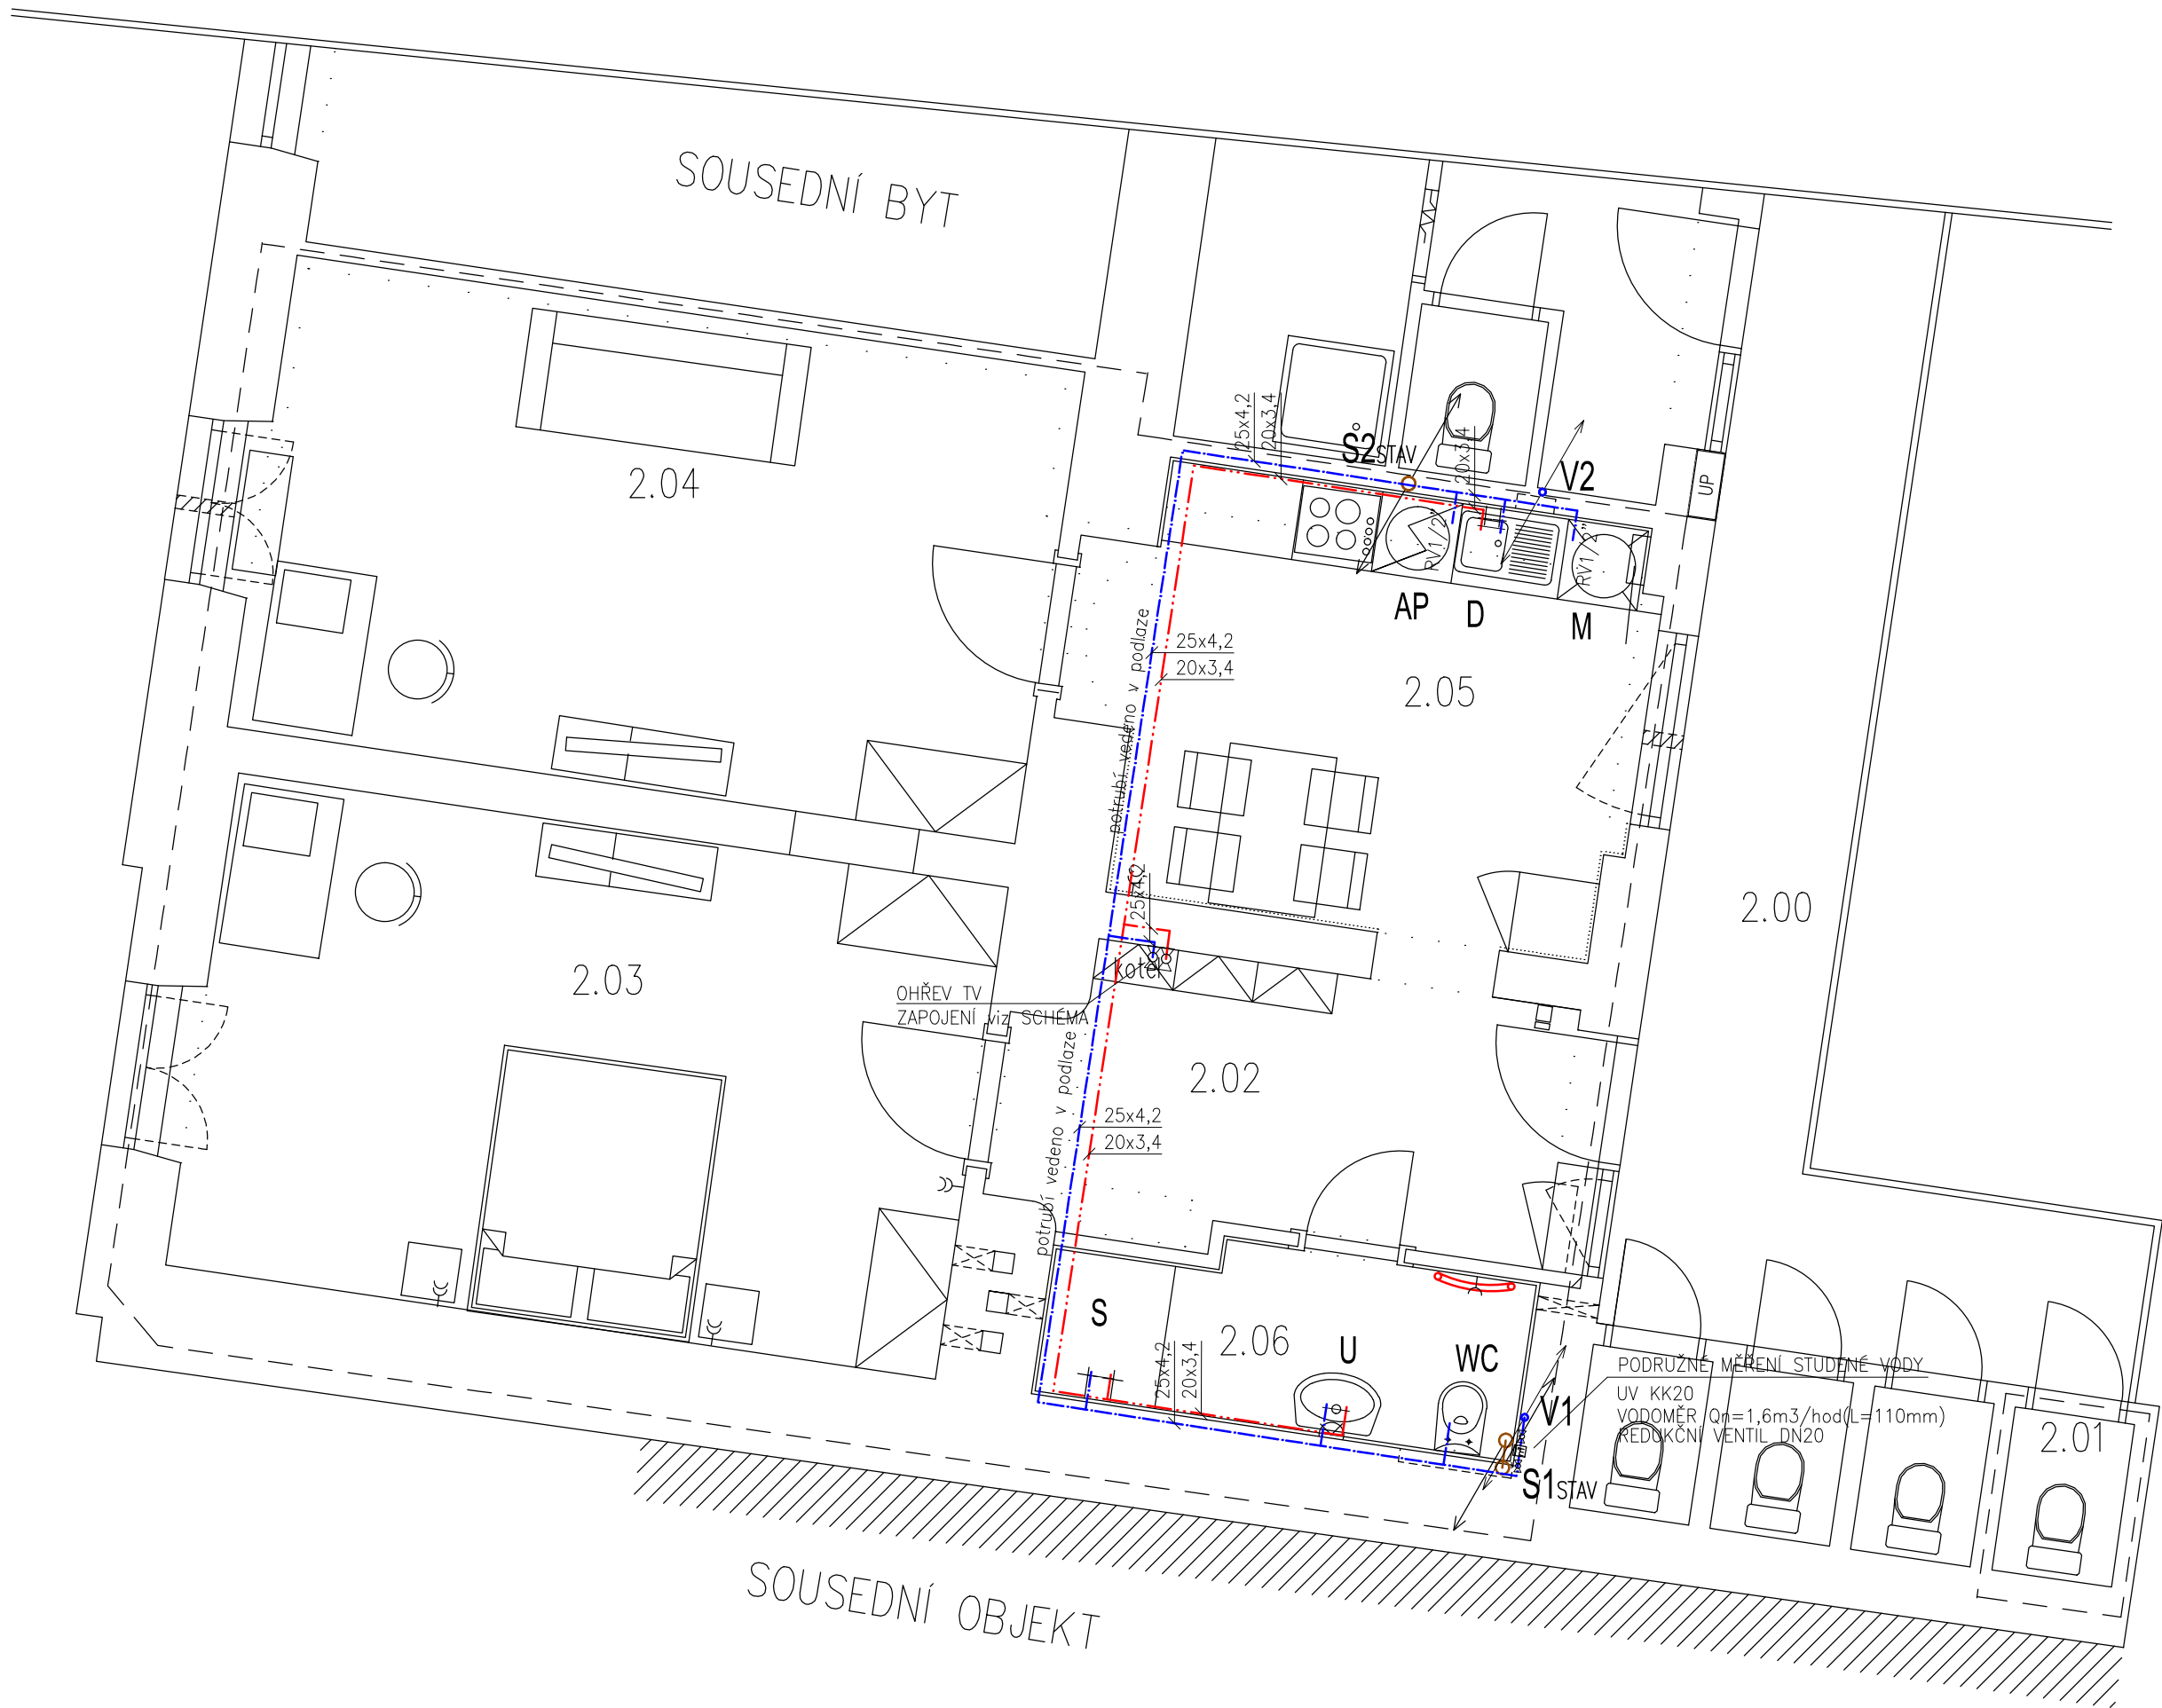 SOUSEDNÍ BYT
25x4,2
20x3,4
S2STAV
20x3,4
V2
UP
2.04
RV1/2"
AP
D
M
potrubí vedeno v podlaze
25x4,2
20x3,4
2.05
2.00
25x4,2
kotel
2.03
OHŘEV TV
ZAPOJENÍ viz SCHÉMA
2.02
potrubí vedeno v podlaze
25x4,2
20x3,4
S
25x4,2
20x3,4
2.06
U
WC
PODRUŽNÉ MĚŘENÍ STUDENÉ VODY
UV KK20
VODOMĚR Qn=1,6m3/hod(L=110mm)
REDUKČNÍ VENTIL DN20
V1
2.01
S1STAV
SOUSEDNÍ OBJEKT